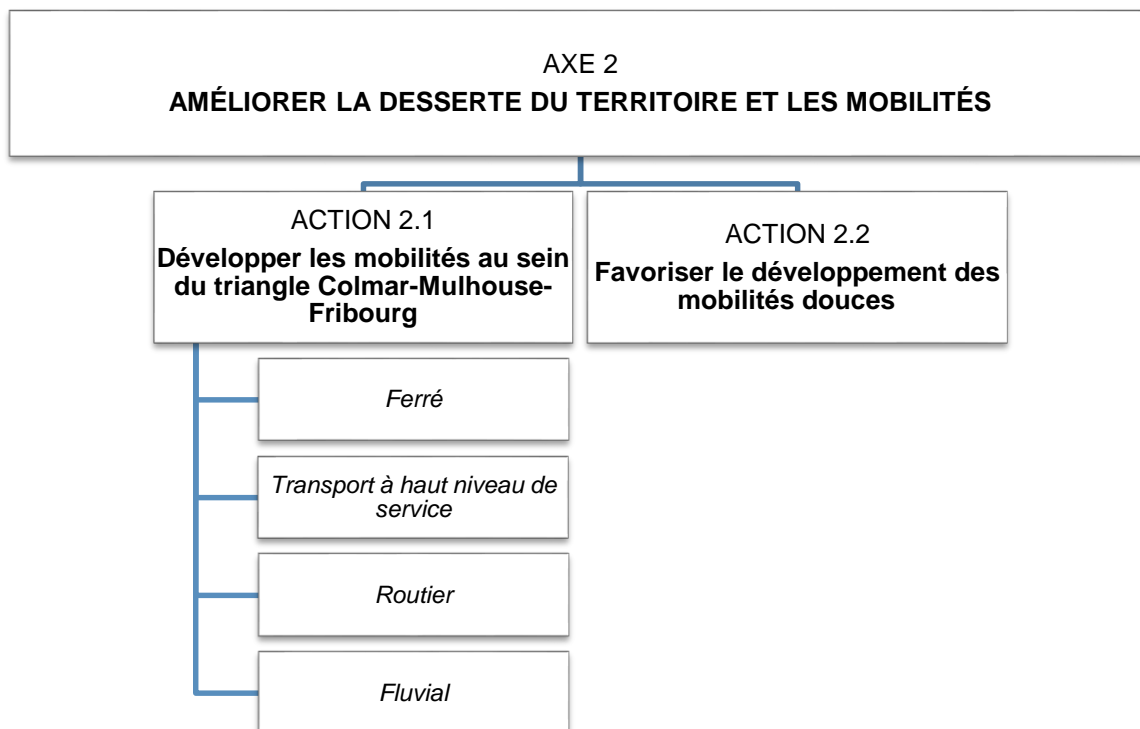 AXE 2
AMÉLIORER LA DESSERTE DU TERRITOIRE ET LES MOBILITÉS
ACTION 2.1
Développer les mobilités au sein
du triangle Colmar-Mulhouse-
Fribourg
ACTION 2.2
Favoriser le développement des
mobilités douces
Ferré
Transport à haut niveau de
service
Routier
Fluvial